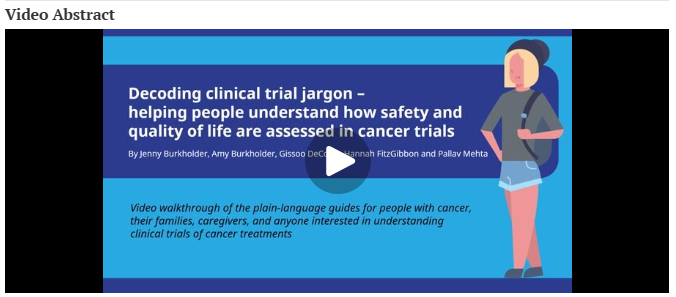 Video Abstract
Decoding clinical trial jargon –
helping people understand how safety and
quality of life are assessed in cancer trials
By Jenny Burkholder, Amy Burkholder, Gissoo Hannah FitzGibbon and Pallav Mehta
Video walkthrough of the plain-language guides for people with cancer,
their families, caregivers, and anyone interested in understanding
clinical trials of cancer treatments